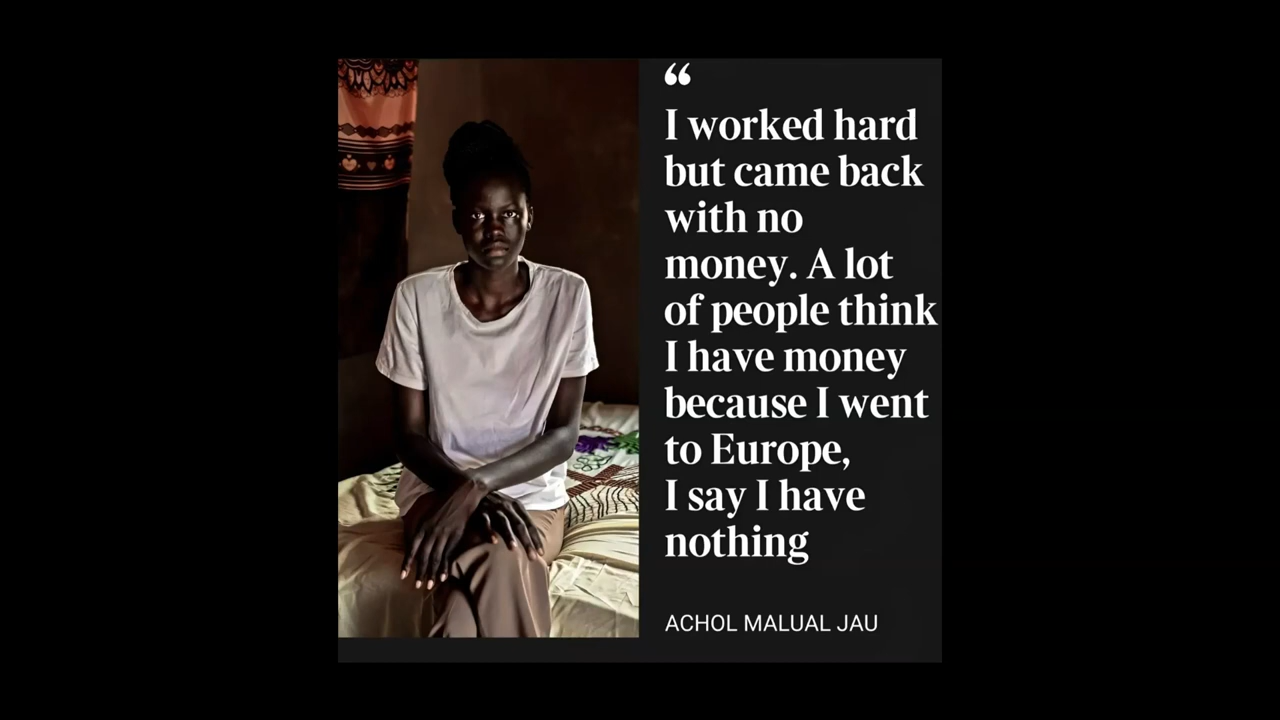 “
I worked hard
but came back
with no
money. A lot
of people think
I have money
because I went
to Europe,
I say I have
nothing
ACHOL MALUAL JAU